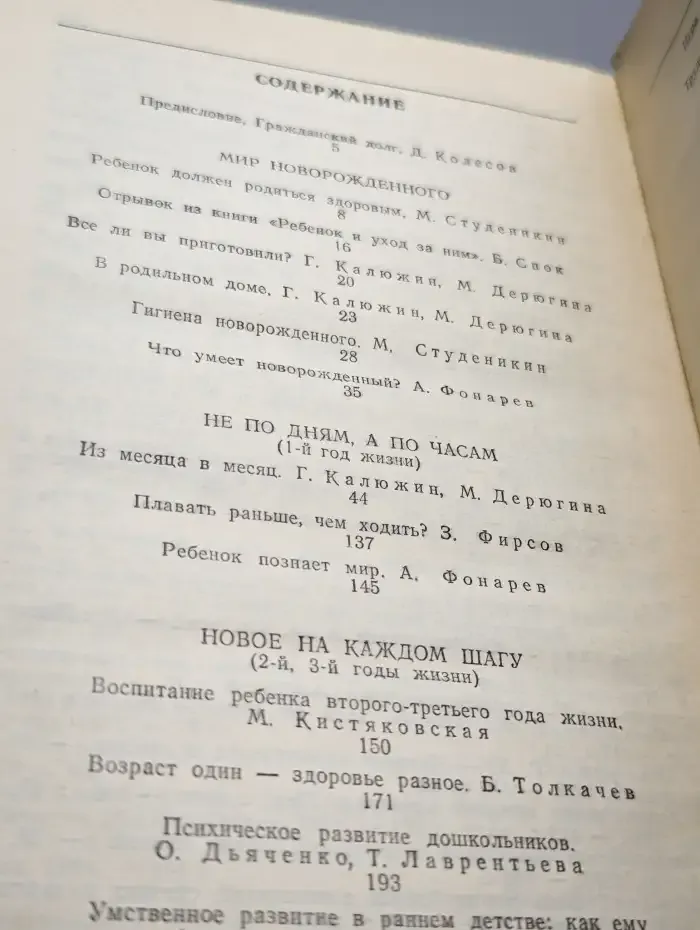 СОДЕРЖАНИЕ
Предисловие, Гражданский долг, Д. Колесов
5
МИР НОВОРОЖДЕННОГО
Ребенок должен родиться здоровым. М. Студеникин
8
Отрывок из книги «Ребенок и уход за ним». Б. Спок
16
Все ли вы приготовили? Г. Калюжин, М. Дерюгина
20
В родильном доме. Г. Калюжин, М. Дерюгина
23
Гигиена новорожденного. М. Студеникин
28
Что умеет новорожденный? А. Фонарев
35
НЕ ПО ДНЯМ, А ПО ЧАСАМ
(1-й год жизни)
Из месяца в месяц. Г. Калюжин, М. Дерюгина
44
Плавать раньше, чем ходить? З. Фирсов
137
Ребенок познает мир. А. Фонарев
145
НОВОЕ НА КАЖДОМ ШАГУ
(2-й, 3-й годы жизни)
Воспитание ребенка второго-третьего года жизни.
М. Кистяковская
150
Возраст один — здоровье разное. Б. Толкачев
171
Психическое развитие дошкольников.
О. Дьяченко, Т. Лаврентьева
193
Умственное развитие в раннем детстве: как ему